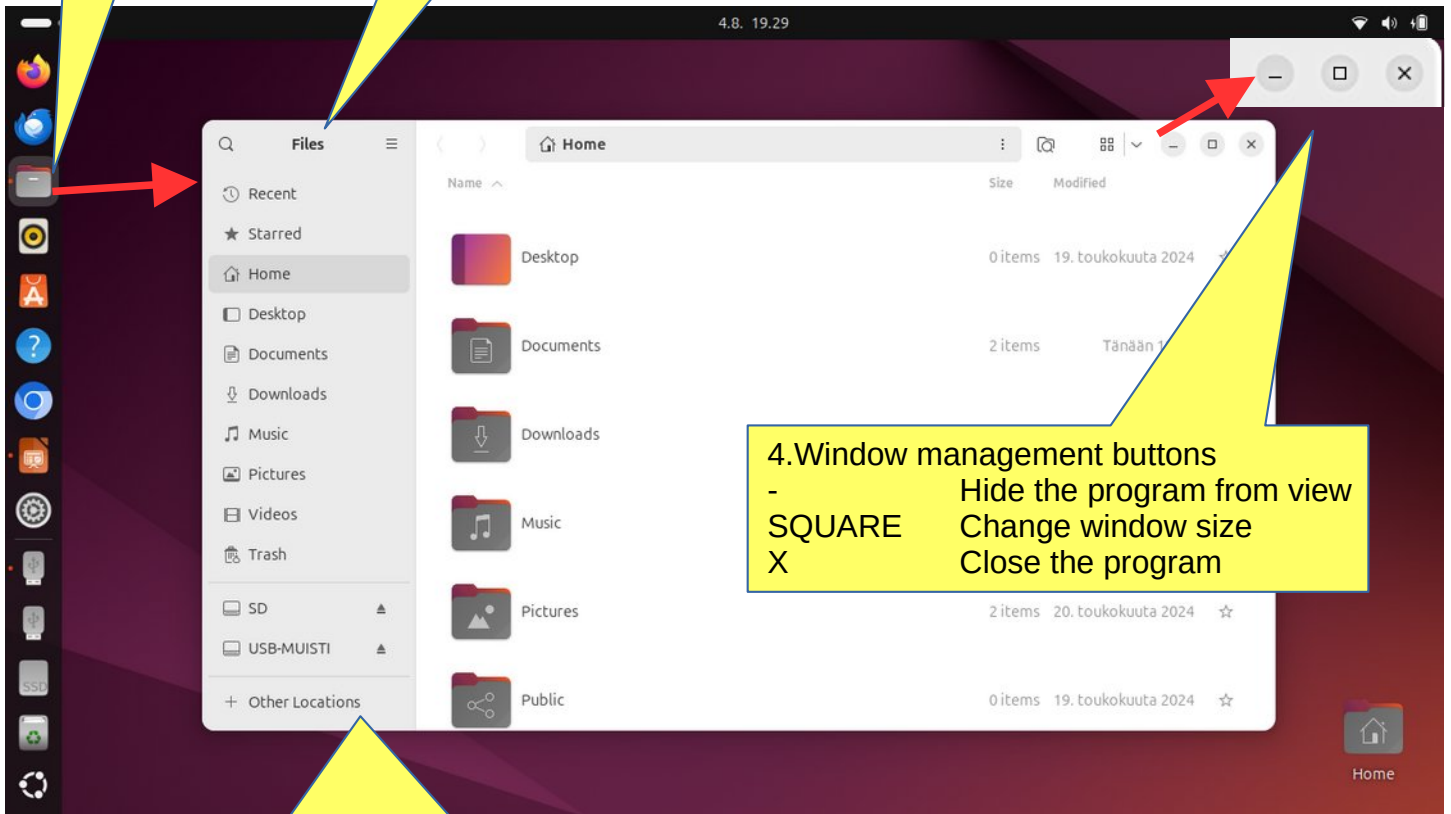 4.8. 19.29
Files
Home
Name
Size
Modified
Recent
Starred
Home
Desktop
Documents
Downloads
Music
Pictures
Videos
Trash
SD
USB-MUISTI
+ Other Locations
Desktop 0 items 19. toukokuuta 2024
Documents 2 items Tänään
Downloads
Music
Pictures 2 items 20. toukokuuta 2024
Public 0 items 19. toukokuuta 2024
4.Window management buttons
- Hide the program from view
SQUARE Change window size
X Close the program
SSD
Home